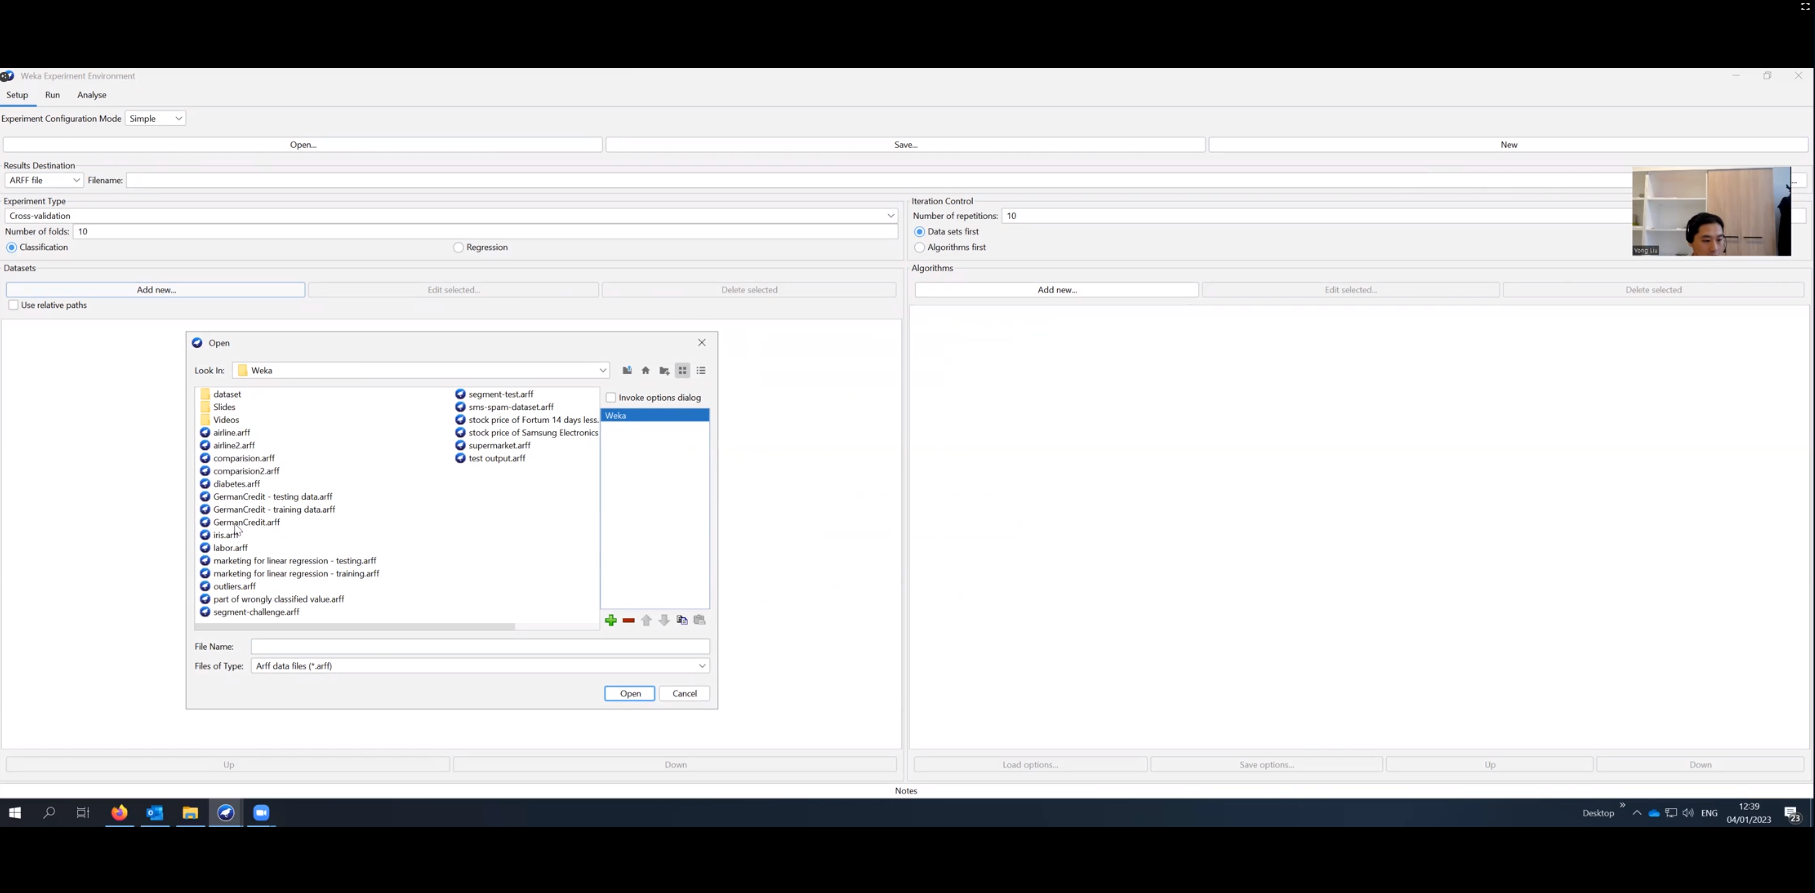 Weka Experiment Environment
Setup Run Analyse
Experiment Configuration Mode Simple
Open... Save... New
Results Destination
ARFF file Filename: ...
Experiment Type Iteration Control
Cross-validation Number of repetitions: 10
Number of folds: 10 Data sets first
Classification Regression Algorithms first
Yong Liu
Datasets Algorithms
Add new... Edit selected... Delete selected Add new... Edit selected... Delete selected
Use relative paths
Open
Look In: Weka
dataset segment-test.arff Invoke options dialog
Slides sms-spam-dataset.arff Weka
Videos stock price of Fortum 14 days less.
airline.arff stock price of Samsung Electronics
airline2.arff supermarket.arff
comparision.arff test output.arff
comparision2.arff
diabetes.arff
GermanCredit - testing data.arff
GermanCredit - training data.arff
GermanCredit.arff
iris.arff
labor.arff
marketing for linear regression - testing.arff
marketing for linear regression - training.arff
outliers.arff
part of wrongly classified value.arff
segment-challenge.arff
File Name:
Files of Type: Arff data files (*.arff)
Open Cancel
Up Down Load options... Save options... Up Down
Notes
Desktop » ENG 12:39
04/01/2023 23